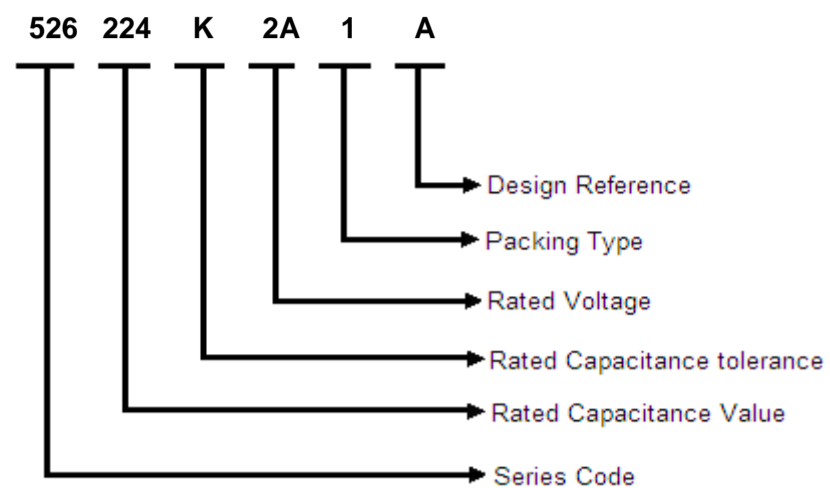 526 224 K 2A 1 A
Design Reference
Packing Type
Rated Voltage
Rated Capacitance tolerance
Rated Capacitance Value
Series Code